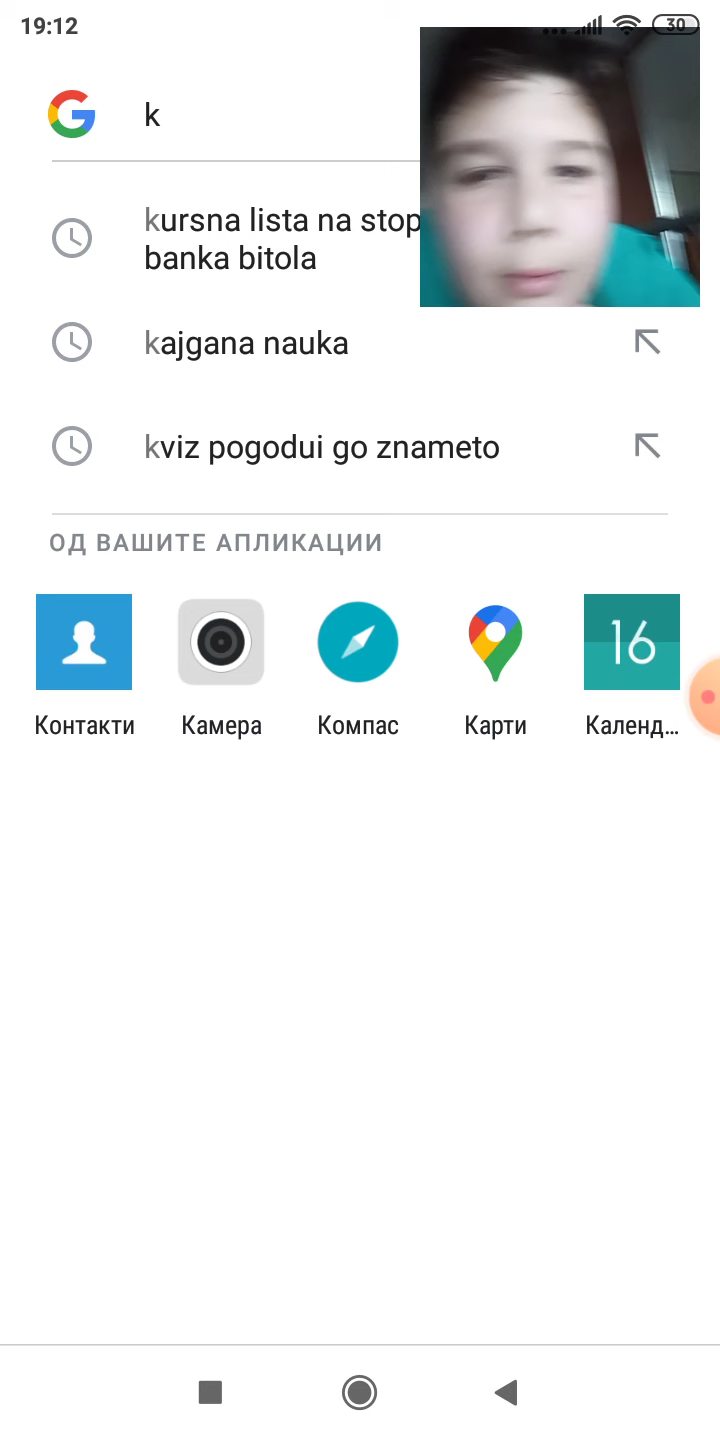 19:12
30
k
kursna lista na stop
banka bitola
kajgana nauka
kviz pogodui go znameto
ОД ВАШИТЕ АПЛИКАЦИИ
16
Контакти
Камера
Компас
Карти
Календ...